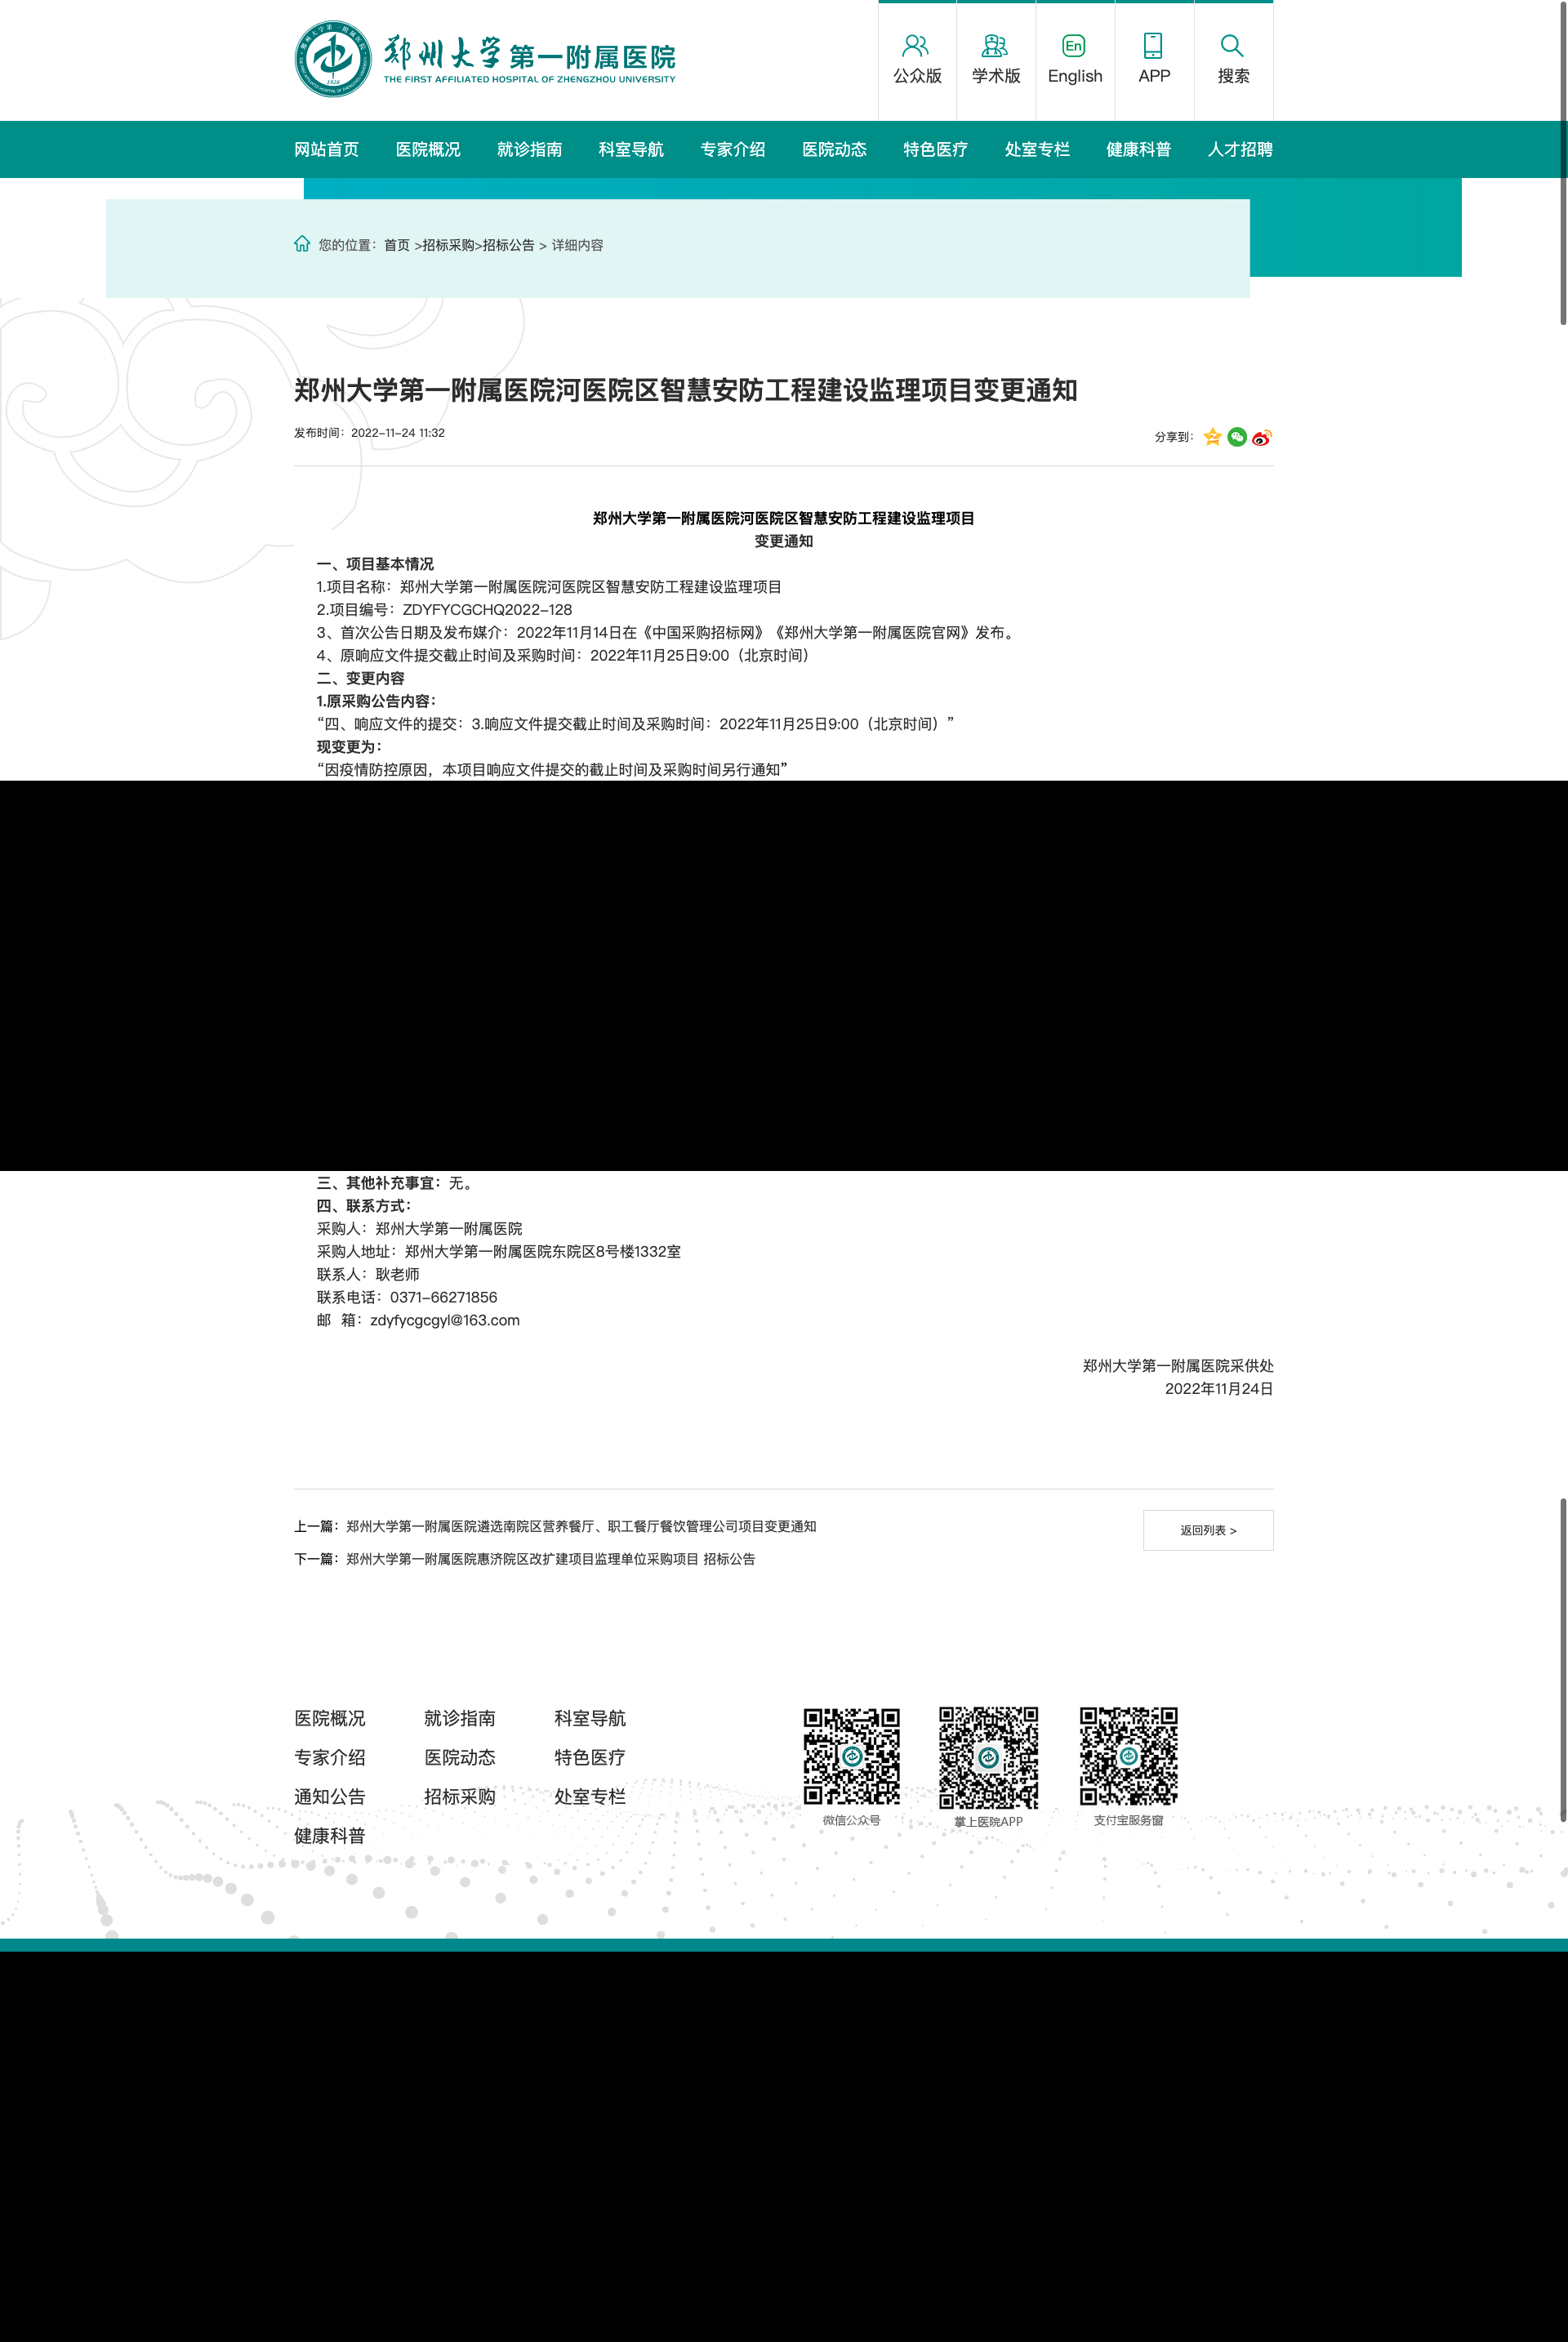 郑州大学第一附属医院
THE FIRST AFFILIATED HOSPITAL OF ZHENGZHOU UNIVERSITY
公众版 学术版 English APP 搜索
网站首页 医院概况 就诊指南 科室导航 专家介绍 医院动态 特色医疗 处室专栏 健康科普 人才招聘
您的位置：首页 >招标采购>招标公告 > 详细内容
郑州大学第一附属医院河医院区智慧安防工程建设监理项目变更通知
发布时间：2022-11-24 11:32
分享到：
郑州大学第一附属医院河医院区智慧安防工程建设监理项目
变更通知
一、项目基本情况
1.项目名称：郑州大学第一附属医院河医院区智慧安防工程建设监理项目
2.项目编号：ZDYFYCGCHQ2022-128
3、首次公告日期及发布媒介：2022年11月14日在《中国采购招标网》《郑州大学第一附属医院官网》发布。
4、原响应文件提交截止时间及采购时间：2022年11月25日9:00（北京时间）
二、变更内容
1.原采购公告内容：
“四、响应文件的提交：3.响应文件提交截止时间及采购时间：2022年11月25日9:00（北京时间）”
现变更为：
“因疫情防控原因，本项目响应文件提交的截止时间及采购时间另行通知”
三、其他补充事宜：无。
四、联系方式：
采购人：郑州大学第一附属医院
采购人地址：郑州大学第一附属医院东院区8号楼1332室
联系人：耿老师
联系电话：0371-66271856
邮 箱：zdyfycgcgyl@163.com
郑州大学第一附属医院采供处
2022年11月24日
上一篇：郑州大学第一附属医院遴选南院区营养餐厅、职工餐厅餐饮管理公司项目变更通知
返回列表 >
下一篇：郑州大学第一附属医院惠济院区改扩建项目监理单位采购项目 招标公告
医院概况 就诊指南 科室导航
专家介绍 医院动态 特色医疗
通知公告 招标采购 处室专栏
健康科普
微信公众号 掌上医院APP 支付宝服务窗